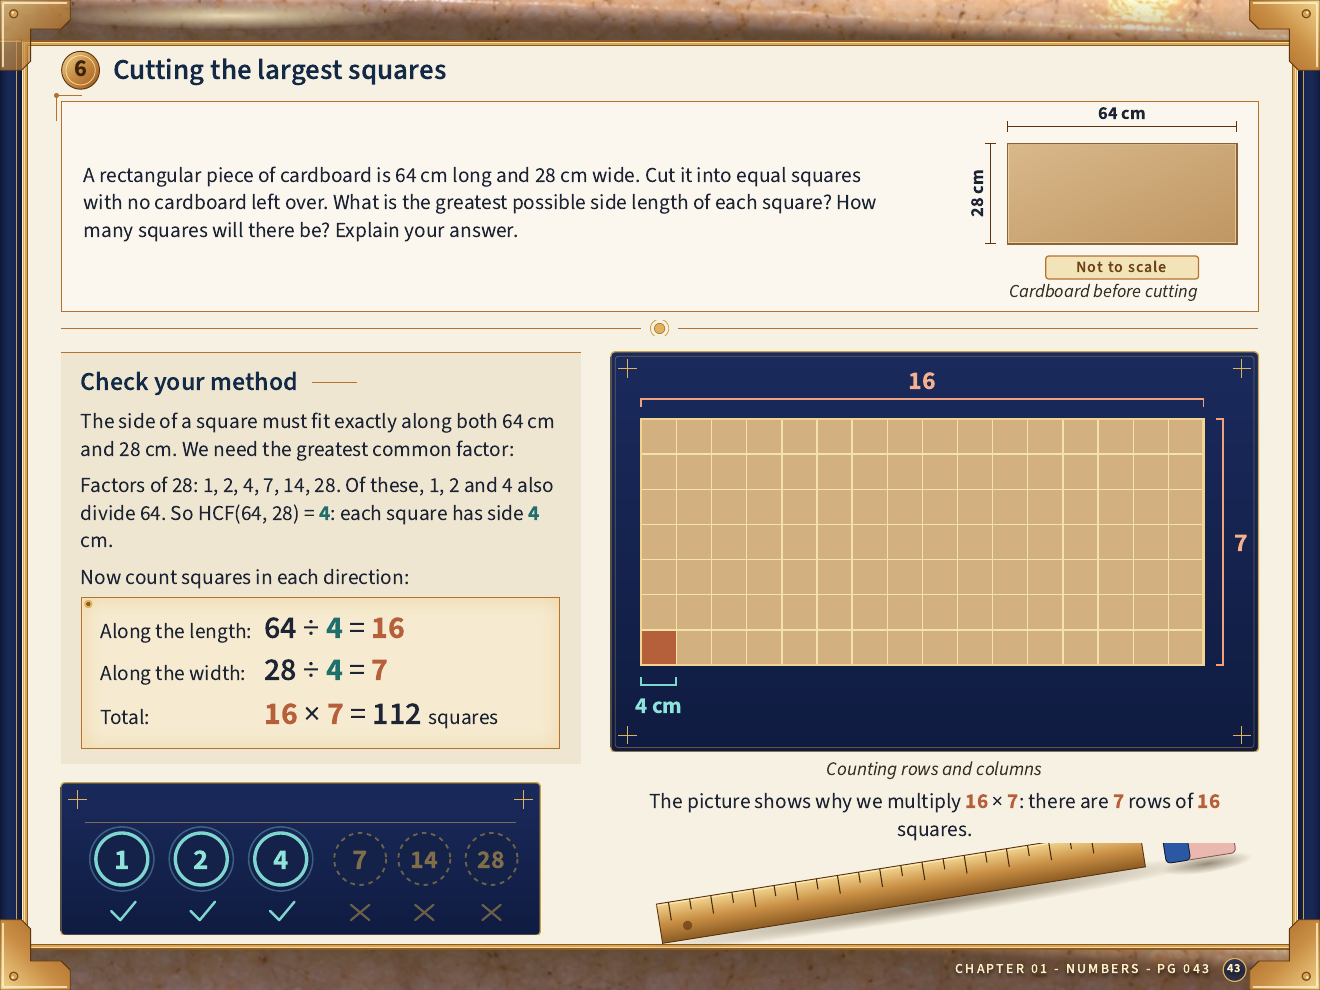 6 Cutting the largest squares
A rectangular piece of cardboard is 64 cm long and 28 cm wide. Cut it into equal squares
with no cardboard left over. What is the greatest possible side length of each square? How
many squares will there be? Explain your answer.
64 cm
28 cm
Not to scale
Cardboard before cutting
Check your method
The side of a square must fit exactly along both 64 cm
and 28 cm. We need the greatest common factor:
Factors of 28: 1, 2, 4, 7, 14, 28. Of these, 1, 2 and 4 also
divide 64. So HCF(64, 28) = 4: each square has side 4
cm.
Now count squares in each direction:
Along the length: 64 ÷ 4 = 16
Along the width: 28 ÷ 4 = 7
Total: 16 × 7 = 112 squares
1 2 4 7 14 28
16
7
4 cm
Counting rows and columns
The picture shows why we multiply 16 × 7: there are 7 rows of 16
squares.
CHAPTER 01 - NUMBERS - PG 043 43